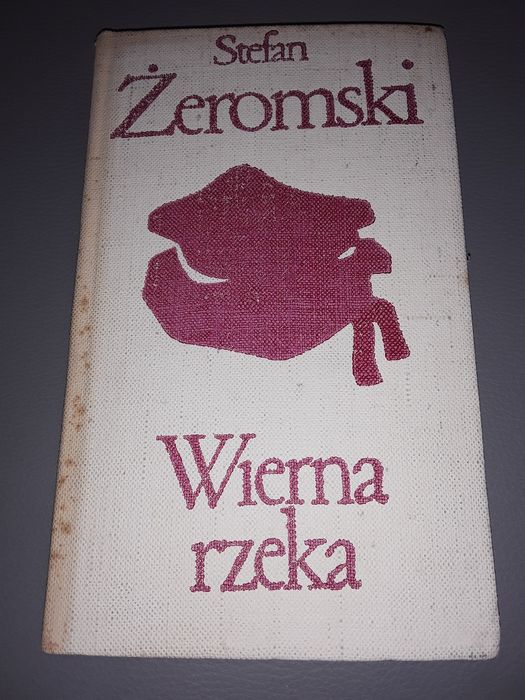 Stefan
Żeromski
Wierna
rzeka